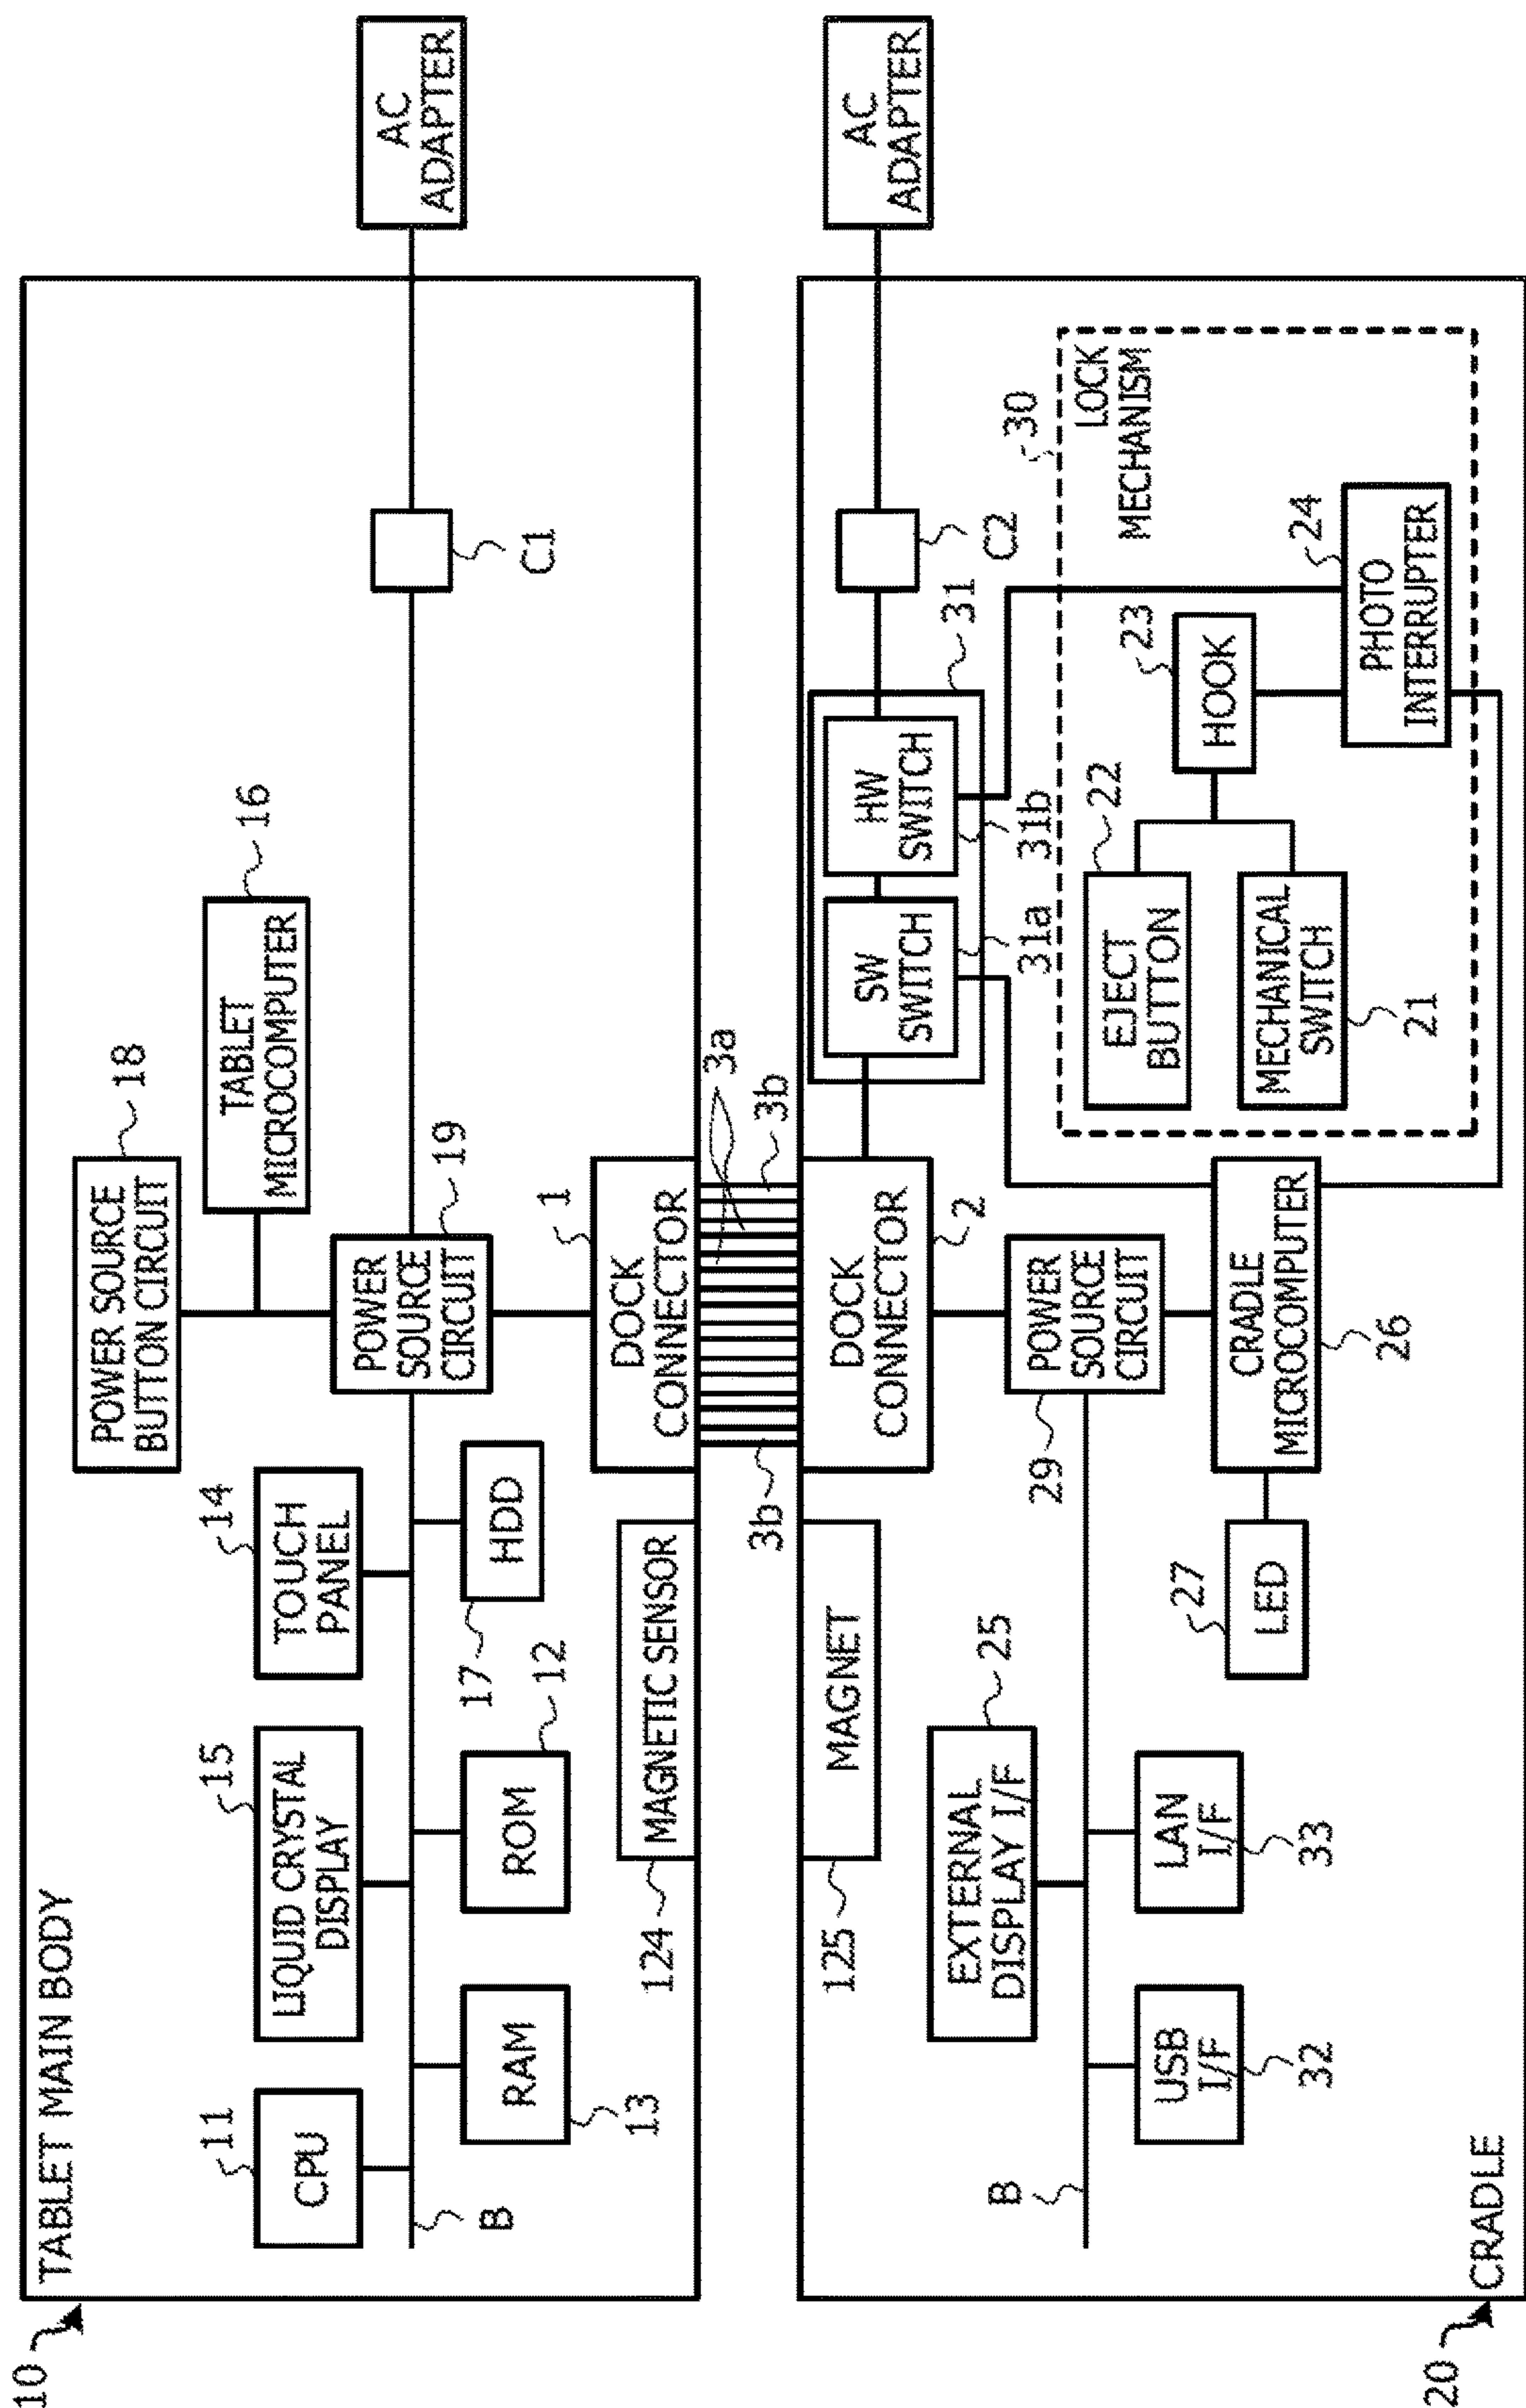 10
TABLET MAIN BODY
11
CPU
15
LIQUID CRYSTAL
DISPLAY
14
TOUCH
PANEL
18
POWER SOURCE
BUTTON CIRCUIT
16
TABLET
MICROCOMPUTER
B
RAM
13
ROM
12
HDD
17
POWER
SOURCE
CIRCUIT
19
C1
AC
ADAPTER
MAGNETIC SENSOR
124
DOCK
CONNECTOR
1
3a
3b
3b
20
CRADLE
MAGNET
125
DOCK
CONNECTOR
2
SW
SWITCH
31a
HW
SWITCH
31b
31
C2
AC
ADAPTER
EXTERNAL
DISPLAY I/F
25
B
USB
I/F
32
LAN
I/F
33
POWER
SOURCE
CIRCUIT
29
LED
27
CRADLE
MICROCOMPUTER
26
30
LOCK
MECHANISM
EJECT
BUTTON
22
MECHANICAL
SWITCH
21
HOOK
23
PHOTO
INTERRUPTER
24